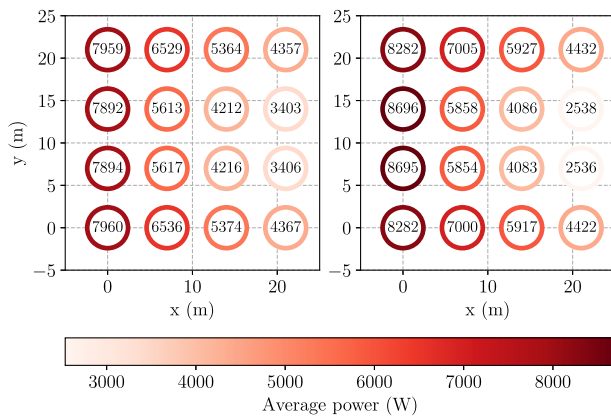 25
20
15
10
5
0
−5
y (m)
7959 6529 5364 4357
7892 5613 4212 3403
7894 5617 4216 3406
7960 6536 5374 4367
0 10 20
x (m)
25
20
15
10
5
0
−5
8282 7005 5927 4432
8696 5858 4086 2538
8695 5854 4083 2536
8282 7000 5917 4422
0 10 20
x (m)
3000 4000 5000 6000 7000 8000
Average power (W)